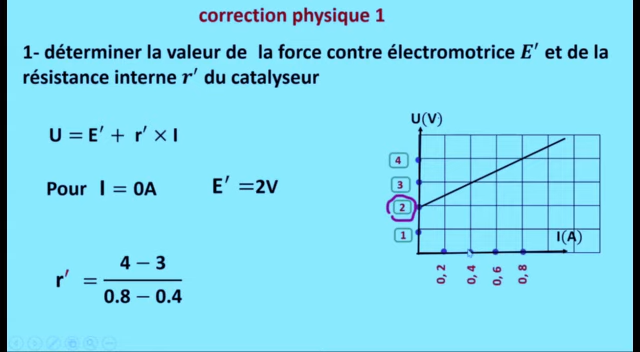 correction physique 1
1- déterminer la valeur de la force contre électromotrice E' et de la
résistance interne r' du catalyseur
U = E' + r' × I
Pour I = 0A E' =2V
r' = 4 − 3 / 0.8 − 0.4
U(V)
4
3
2
1
I(A)
0, 2
0, 4
0, 6
0, 8